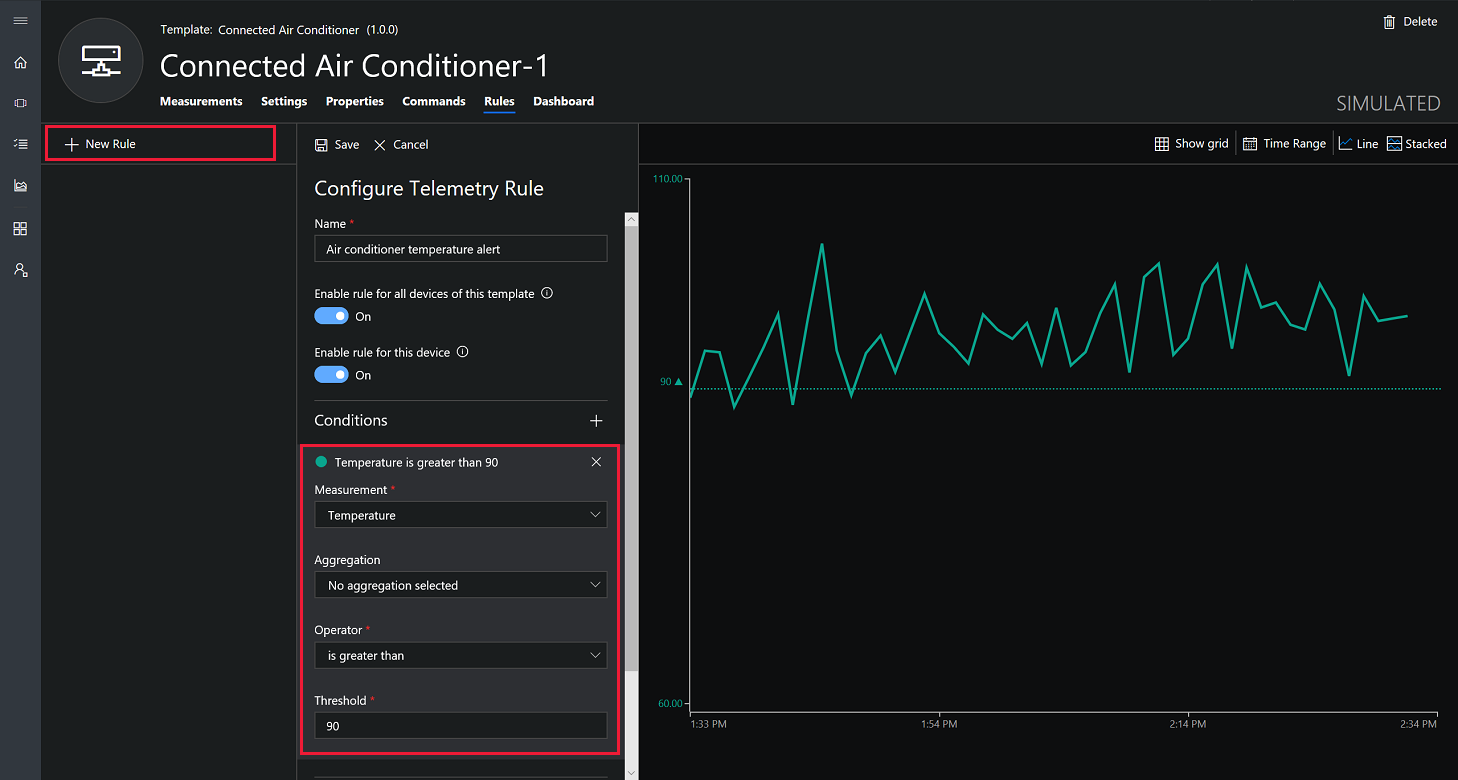 Template: Connected Air Conditioner (1.0.0)
Delete
Connected Air Conditioner-1
Measurements Settings Properties Commands Rules Dashboard
SIMULATED
New Rule
Save Cancel
Show grid Time Range Line Stacked
Configure Telemetry Rule
Name *
Air conditioner temperature alert
Enable rule for all devices of this template
On
Enable rule for this device
On
Conditions
Temperature is greater than 90
Measurement *
Temperature
Aggregation
No aggregation selected
Operator *
is greater than
Threshold *
90
110.00
90
60.00
1:33 PM 1:54 PM 2:14 PM 2:34 PM